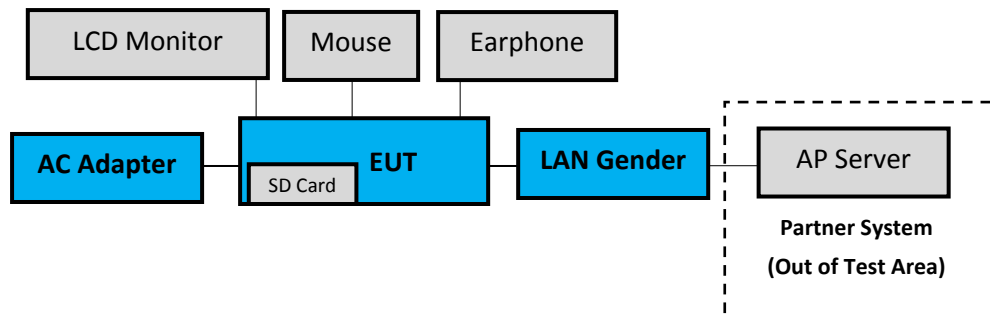 LCD Monitor
Mouse
Earphone
AC Adapter
EUT
SD Card
LAN Gender
AP Server
Partner System
(Out of Test Area)